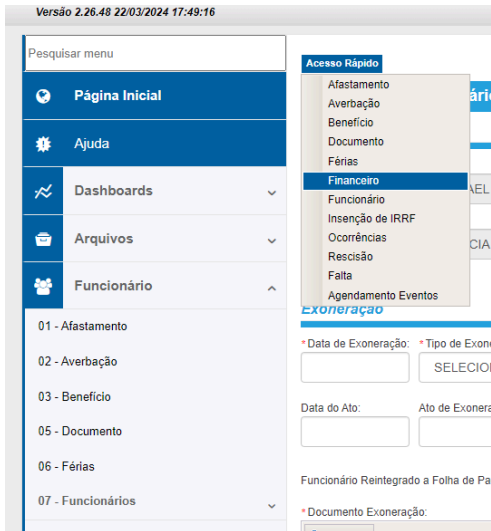 Versão 2.26.48 22/03/2024 17:49:16
Pesquisar menu
Página Inicial
Ajuda
Dashboards
Arquivos
Funcionário
01 - Afastamento
02 - Averbação
03 - Benefício
05 - Documento
06 - Férias
07 - Funcionários
Acesso Rápido
Afastamento
Averbação
Benefício
Documento
Férias
Financeiro
Funcionário
Insenção de IRRF
Ocorrências
Rescisão
Falta
Agendamento Eventos
AEL
CIA
Exoneração
* Data de Exoneração: * Tipo de Exone
SELECIO
Data do Ato: Ato de Exonera
Funcionário Reintegrado a Folha de Pa
* Documento Exoneração: